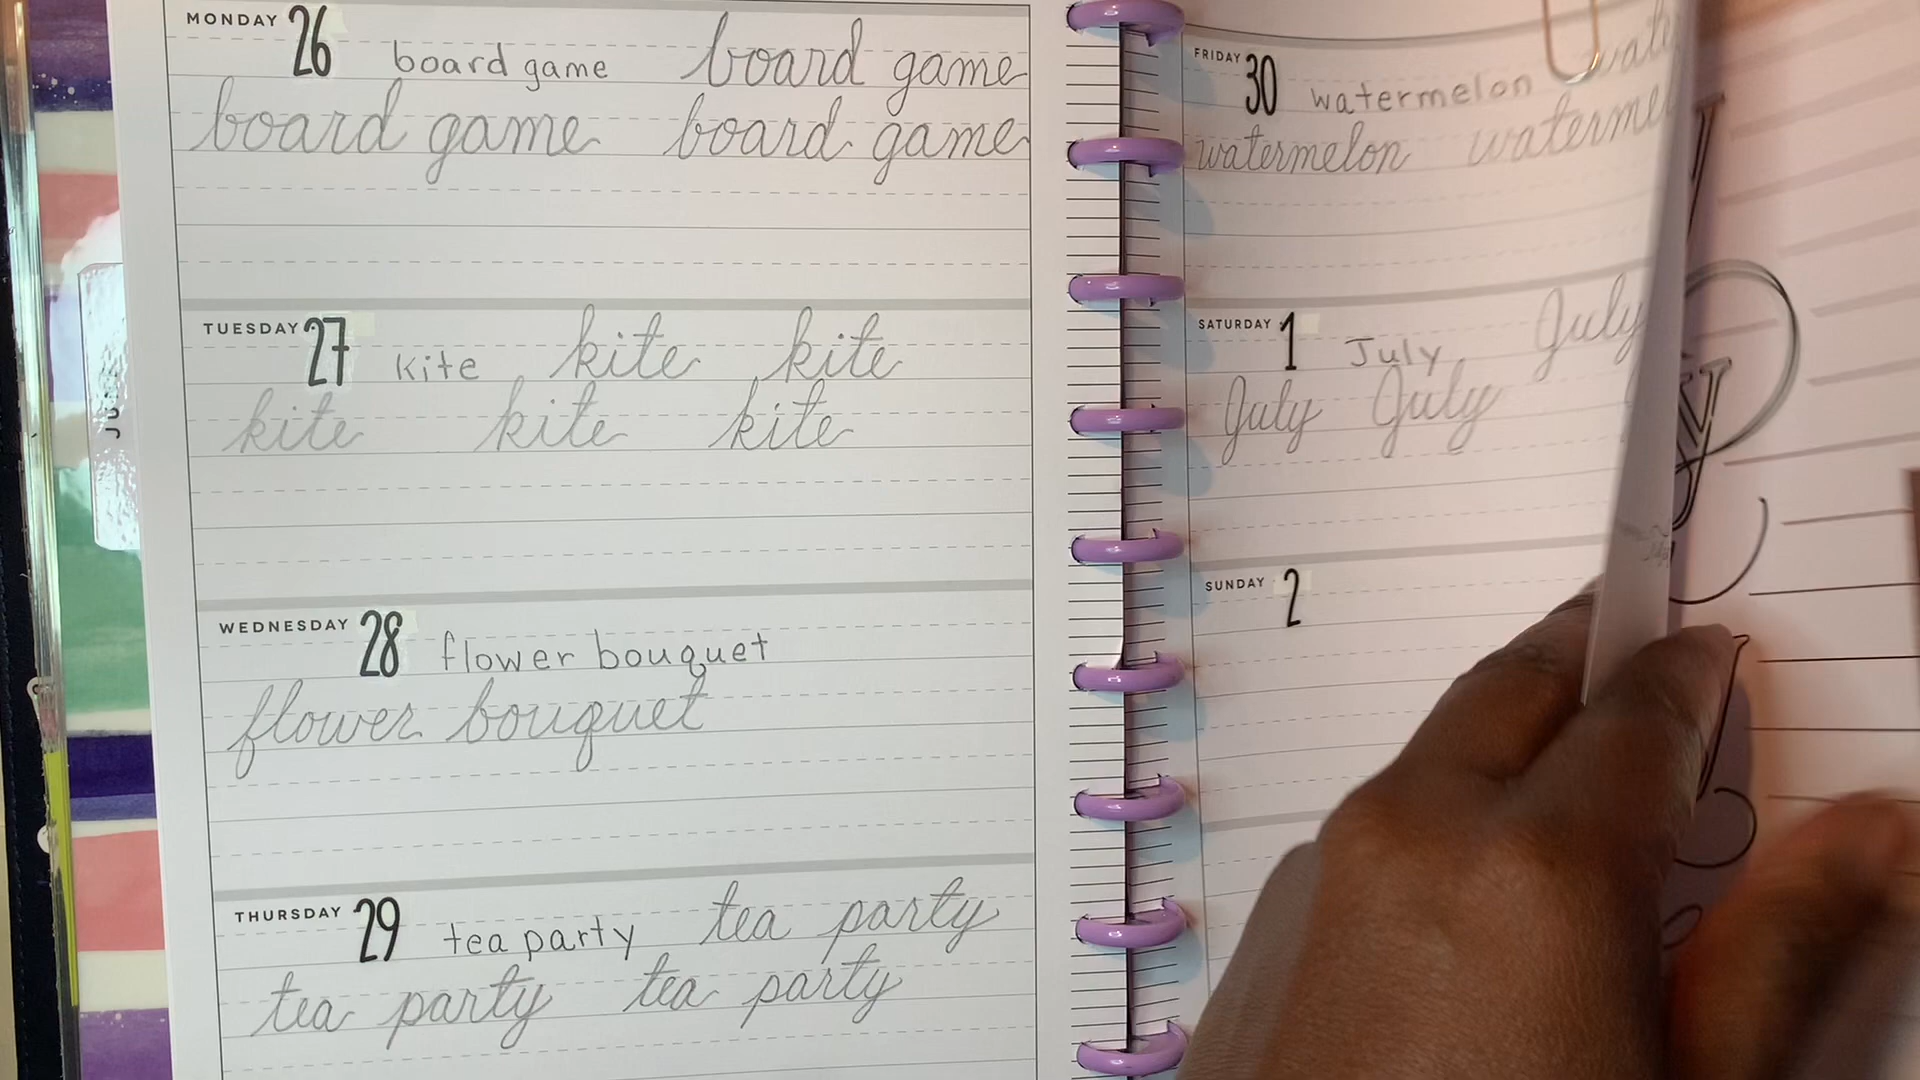 MONDAY 26 board game board game
board game board game
TUESDAY 27 kite kite kite
kite kite kite
WEDNESDAY 28 flower bouquet
flower bouquet
THURSDAY 29 tea party tea party
tea party tea party
FRIDAY 30 watermelon
watermelon
SATURDAY 1 July July
July July
SUNDAY 2